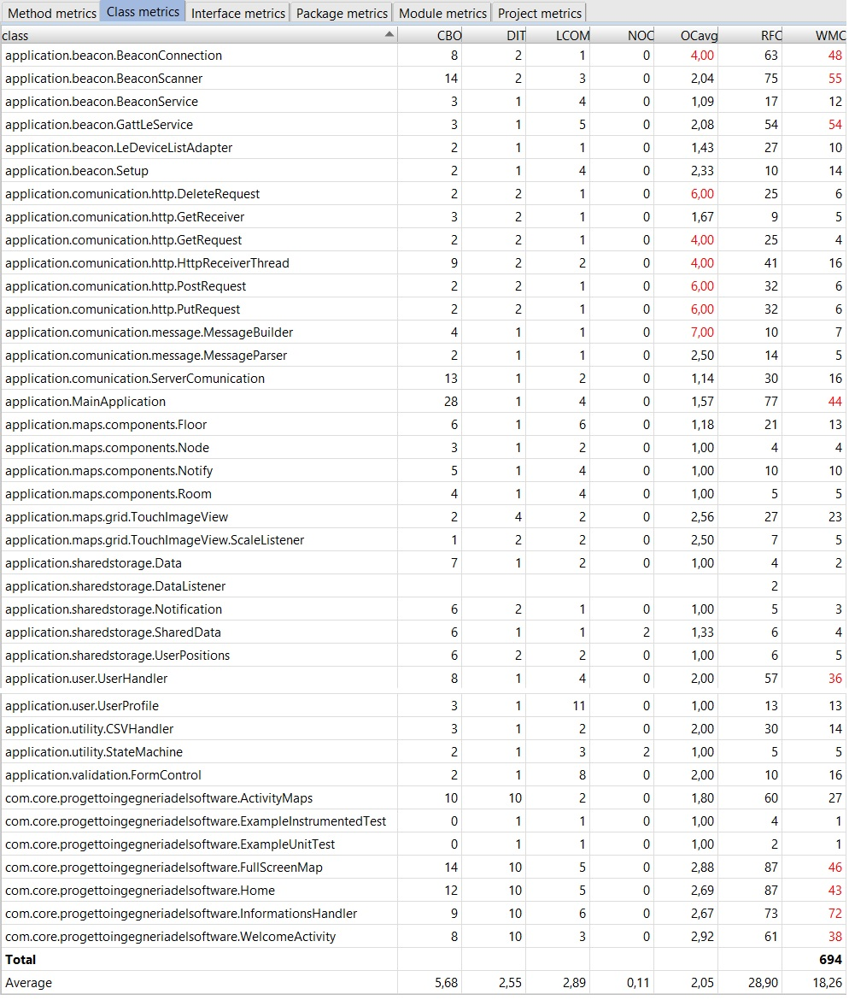 Method metrics Class metrics Interface metrics Package metrics Module metrics Project metrics
class CBO DIT LCOM NOC OCavg RFC WMC
application.beacon.BeaconConnection 8 2 1 0 4,00 63 48
application.beacon.BeaconScanner 14 2 3 0 2,04 75 55
application.beacon.BeaconService 3 1 4 0 1,09 17 12
application.beacon.GattLeService 3 1 5 0 2,08 54 54
application.beacon.LeDeviceListAdapter 2 1 1 0 1,43 27 10
application.beacon.Setup 2 1 4 0 2,33 10 14
application.comunication.http.DeleteRequest 2 2 1 0 6,00 25 6
application.comunication.http.GetReceiver 3 2 1 0 1,67 9 5
application.comunication.http.GetRequest 2 2 1 0 4,00 25 4
application.comunication.http.HttpReceiverThread 9 2 2 0 4,00 41 16
application.comunication.http.PostRequest 2 2 1 0 6,00 32 6
application.comunication.http.PutRequest 2 2 1 0 6,00 32 6
application.comunication.message.MessageBuilder 4 1 1 0 7,00 10 7
application.comunication.message.MessageParser 2 1 1 0 2,50 14 5
application.comunication.ServerComunication 13 1 2 0 1,14 30 16
application.MainApplication 28 1 4 0 1,57 77 44
application.maps.components.Floor 6 1 6 0 1,18 21 13
application.maps.components.Node 3 1 2 0 1,00 4 4
application.maps.components.Notify 5 1 4 0 1,00 10 10
application.maps.components.Room 4 1 4 0 1,00 5 5
application.maps.grid.TouchImageView 2 4 2 0 2,56 27 23
application.maps.grid.TouchImageView.ScaleListener 1 2 2 0 2,50 7 5
application.sharedstorage.Data 7 1 2 0 1,00 4 2
application.sharedstorage.DataListener 2
application.sharedstorage.Notification 6 2 1 0 1,00 5 3
application.sharedstorage.SharedData 6 1 1 2 1,33 6 4
application.sharedstorage.UserPositions 6 2 2 0 1,00 6 5
application.user.UserHandler 8 1 4 0 2,00 57 36
application.user.UserProfile 3 1 11 0 1,00 13 13
application.utility.CSVHandler 3 1 2 0 2,00 30 14
application.utility.StateMachine 2 1 3 2 1,00 5 5
application.validation.FormControl 2 1 8 0 2,00 10 16
com.core.progettoingegneriadelsoftware.ActivityMaps 10 10 2 0 1,80 60 27
com.core.progettoingegneriadelsoftware.ExampleInstrumentedTest 0 1 1 0 1,00 4 1
com.core.progettoingegneriadelsoftware.ExampleUnitTest 0 1 1 0 1,00 2 1
com.core.progettoingegneriadelsoftware.FullScreenMap 14 10 5 0 2,88 87 46
com.core.progettoingegneriadelsoftware.Home 12 10 5 0 2,69 87 43
com.core.progettoingegneriadelsoftware.InformationsHandler 9 10 6 0 2,67 73 72
com.core.progettoingegneriadelsoftware.WelcomeActivity 8 10 3 0 2,92 61 38
Total 694
Average 5,68 2,55 2,89 0,11 2,05 28,90 18,26